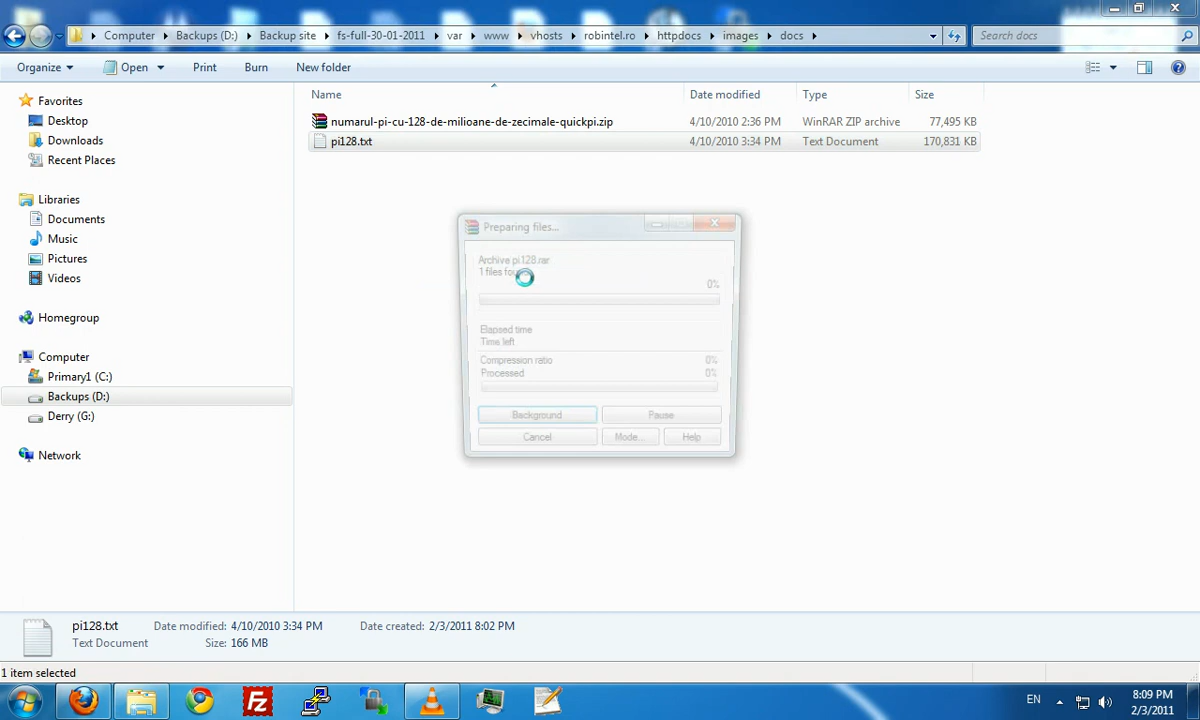 Computer Backups (D:) Backup site fs-full-30-01-2011 var www vhosts robintel.ro httpdocs images docs Search docs
Organize Open Print Burn New folder
Name Date modified Type Size
numarul-pi-cu-128-de-milioane-de-zecimale-quickpi.zip 4/10/2010 2:36 PM WinRAR ZIP archive 77,495 KB
pi128.txt 4/10/2010 3:34 PM Text Document 170,831 KB
Favorites
Desktop
Downloads
Recent Places
Libraries
Documents
Music
Pictures
Videos
Homegroup
Computer
Primary1 (C:)
Backups (D:)
Derry (G:)
Network
Preparing files...
Archive pi128.rar
1 files
0%
Elapsed time
Time left
Compression ratio 0%
Processed 0%
Background Pause
Cancel Mode... Help
pi128.txt Date modified: 4/10/2010 3:34 PM Date created: 2/3/2011 8:02 PM
Text Document Size: 166 MB
1 item selected
EN 8:09 PM
2/3/2011